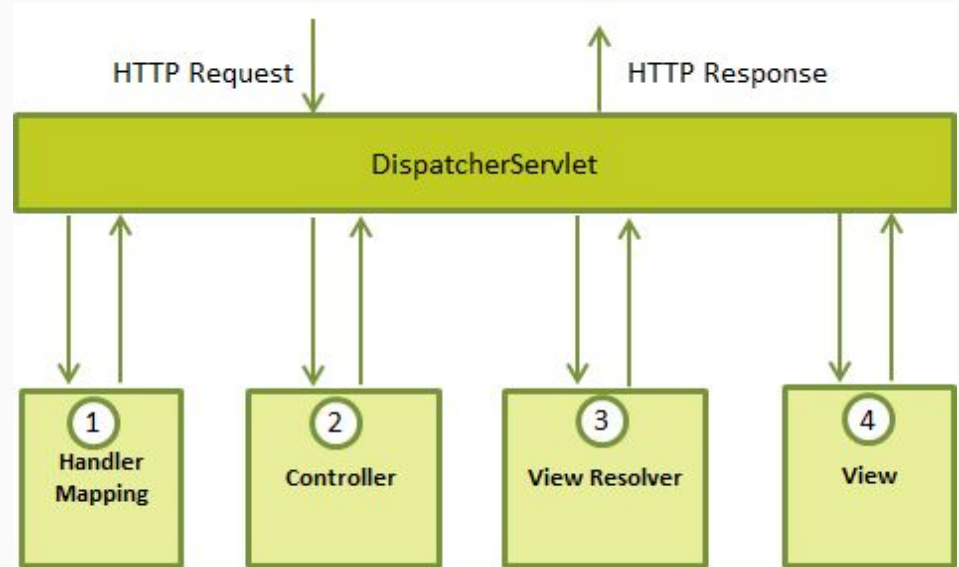 HTTP Request
HTTP Response
DispatcherServlet
1
Handler
Mapping
2
Controller
3
View Resolver
4
View